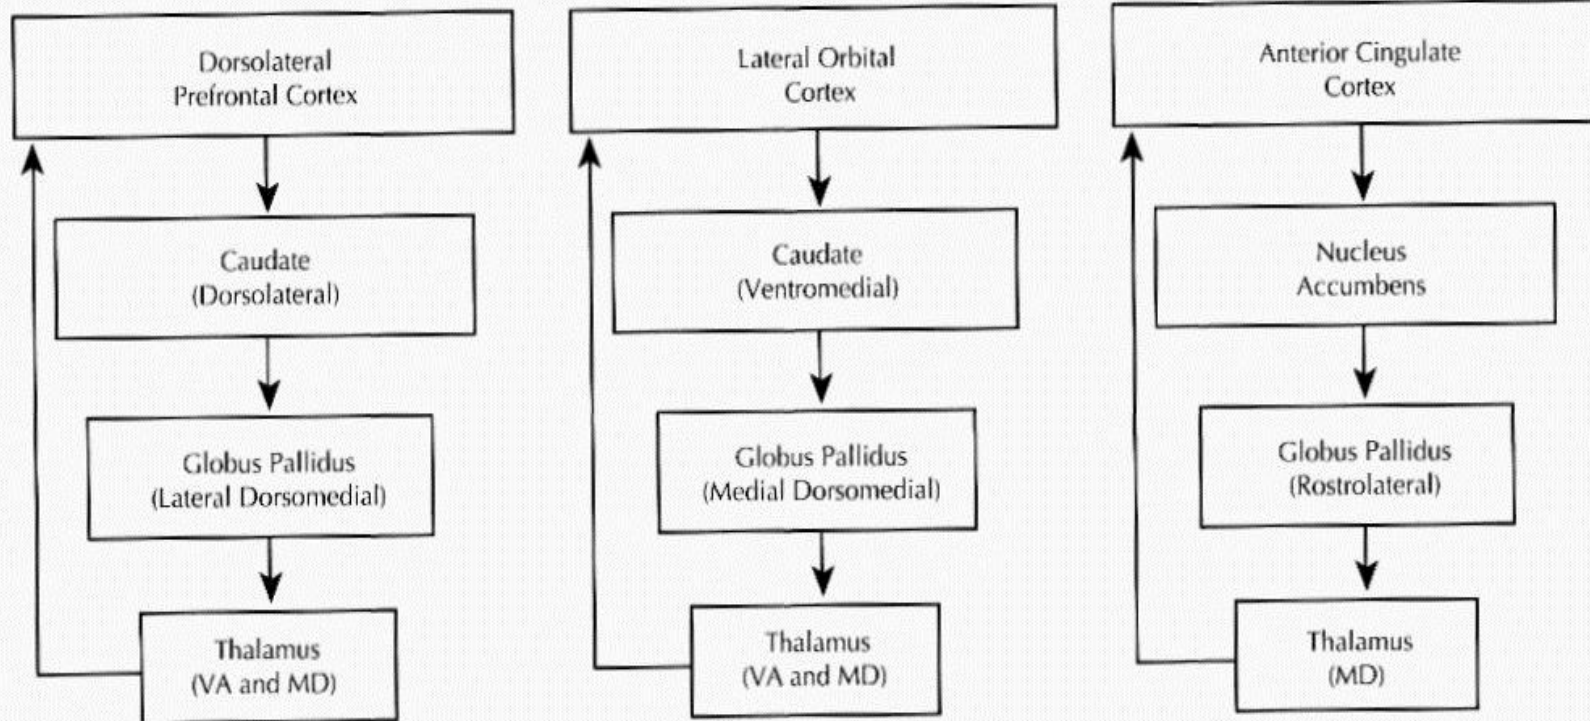 Dorsolateral
Prefrontal Cortex
Caudate
(Dorsolateral)
Globus Pallidus
(Lateral Dorsomedial)
Thalamus
(VA and MD)
Lateral Orbital
Cortex
Caudate
(Ventromedial)
Globus Pallidus
(Medial Dorsomedial)
Thalamus
(VA and MD)
Anterior Cingulate
Cortex
Nucleus
Accumbens
Globus Pallidus
(Rostrolateral)
Thalamus
(MD)